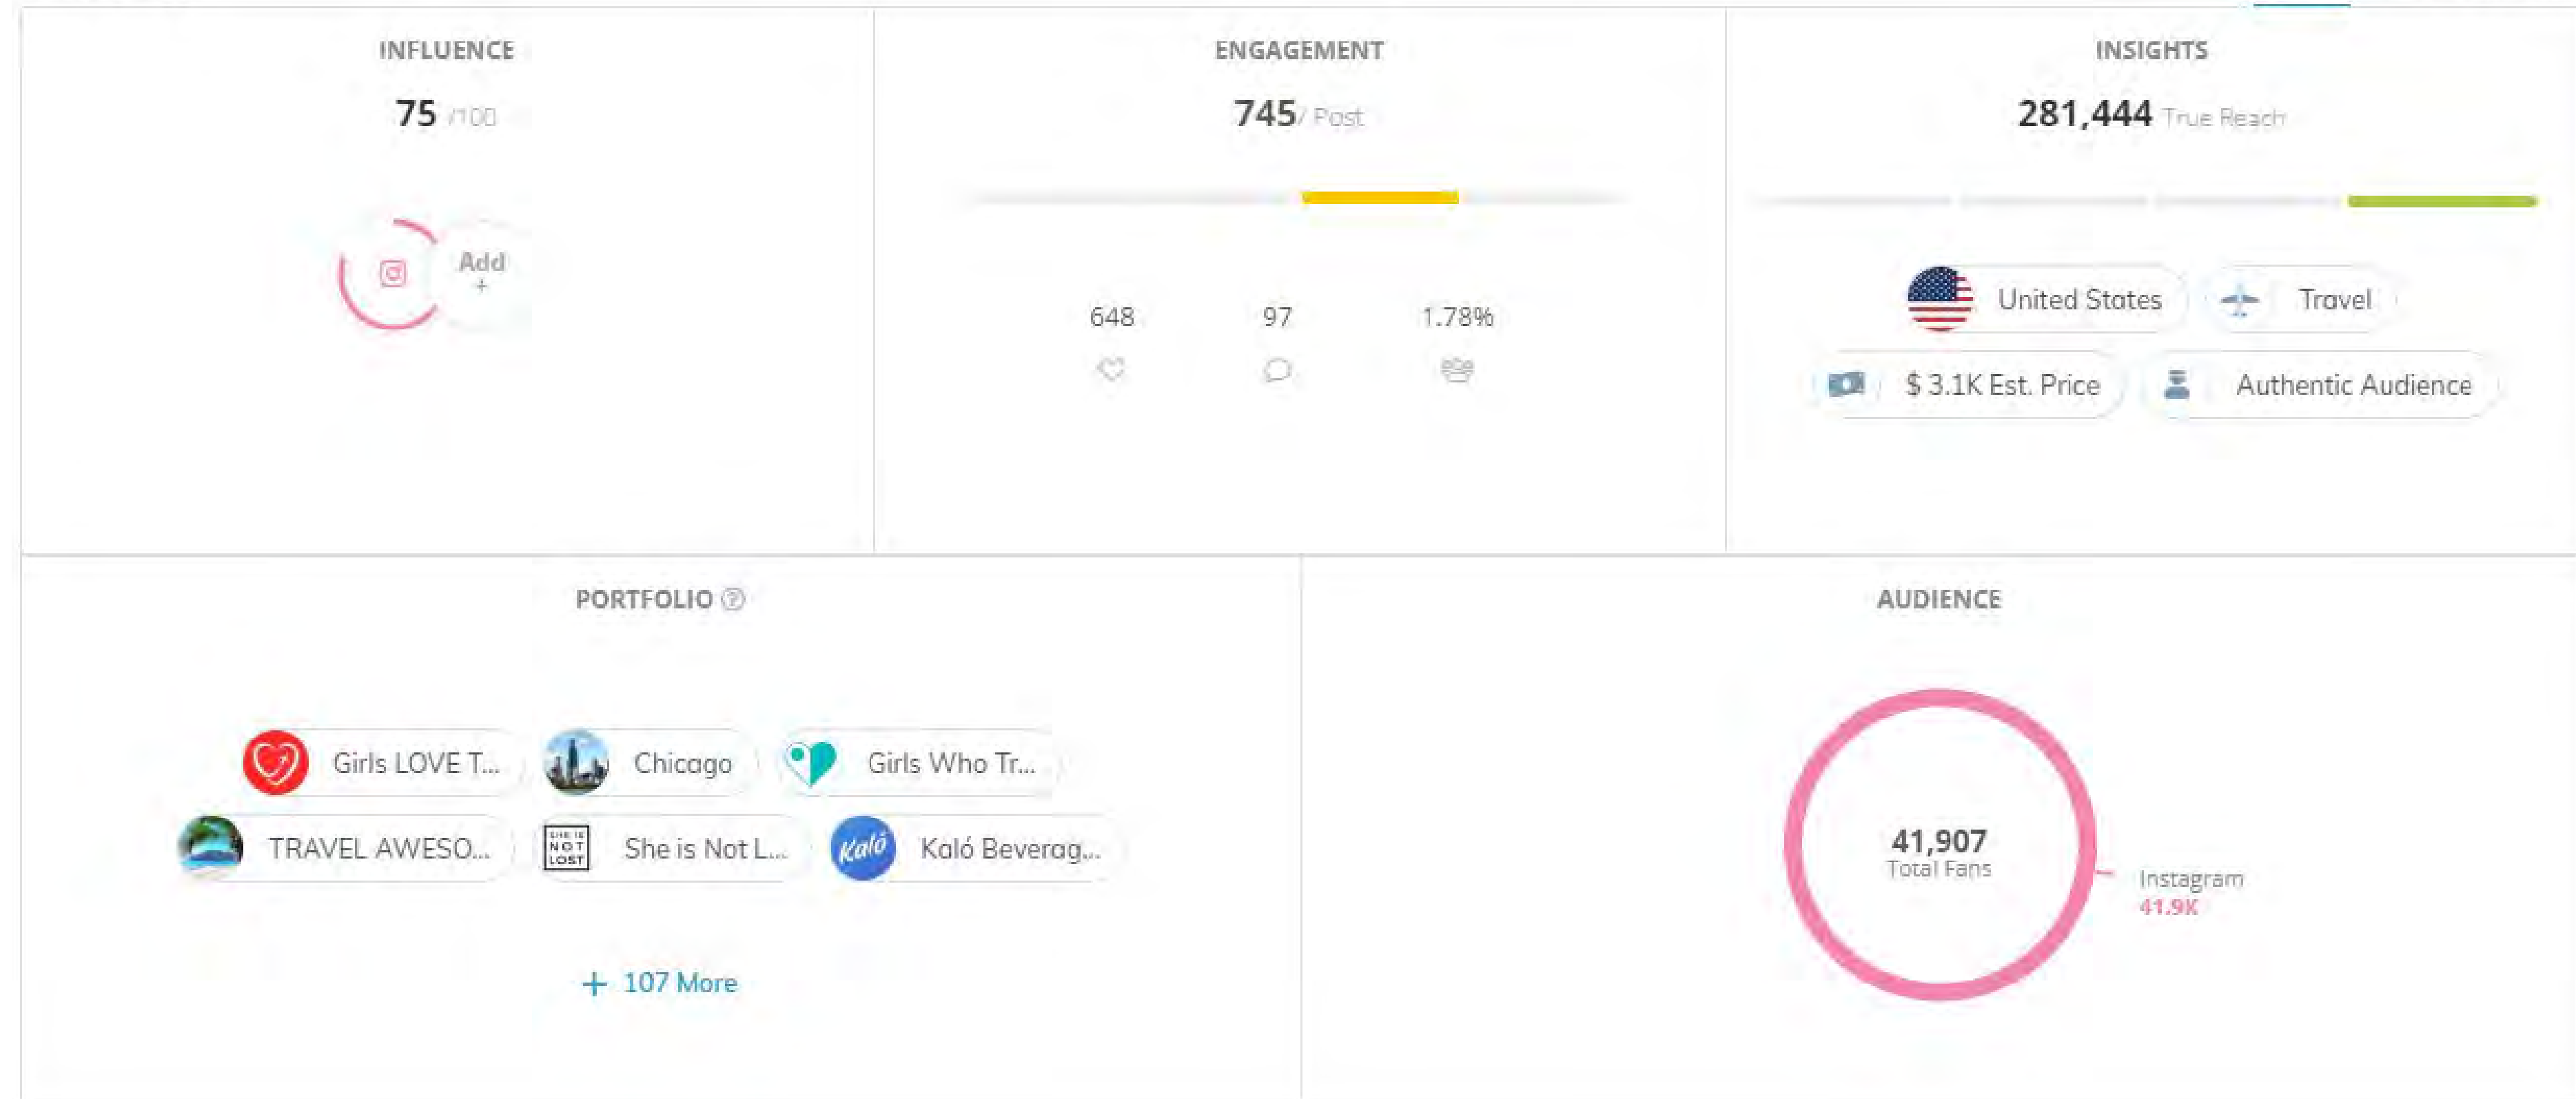 INFLUENCE
75 /100
Add
+
ENGAGEMENT
745/ Post
648
97
1.78%
INSIGHTS
281,444 True Reach
United States
Travel
$ 3.1K Est. Price
Authentic Audience
PORTFOLIO ?
Girls LOVE T...
Chicago
Girls Who Tr...
TRAVEL AWESO...
SHE IS
NOT
LOST
She is Not L...
Kaló
Kaló Beverag...
+ 107 More
AUDIENCE
41,907
Total Fans
Instagram
41.9K